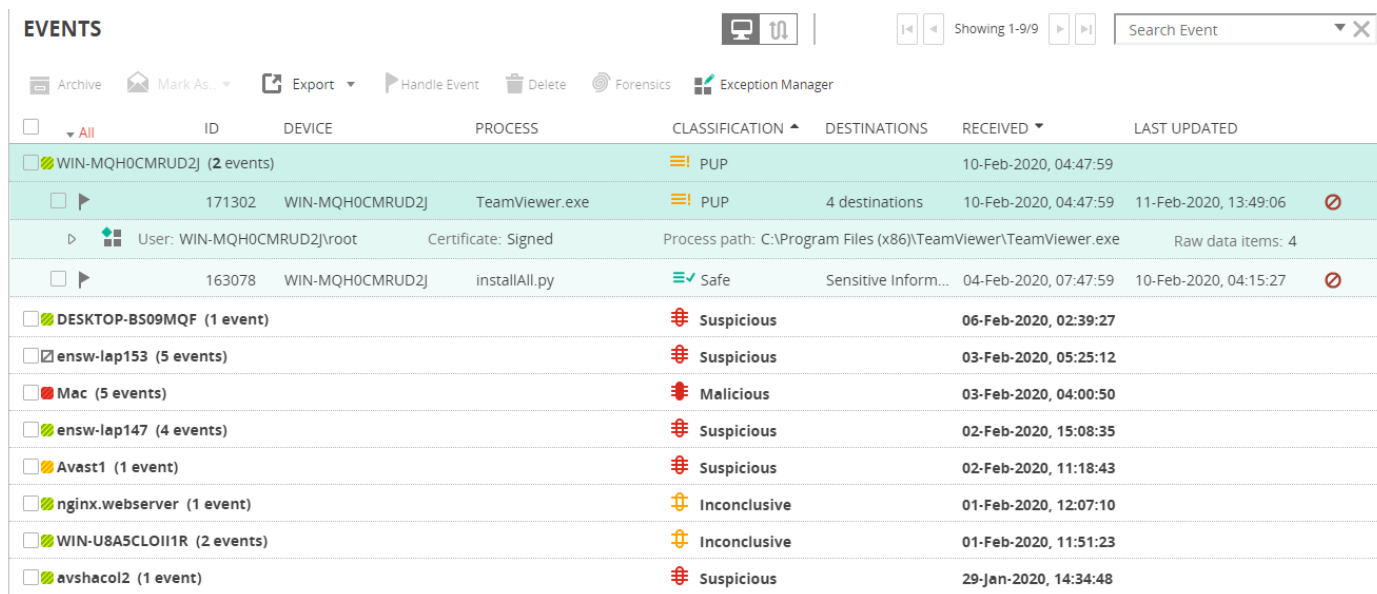 EVENTS Showing 1-9/9 Search Event
Archive Mark As.. Export Handle Event Delete Forensics Exception Manager
All ID DEVICE PROCESS CLASSIFICATION DESTINATIONS RECEIVED LAST UPDATED
WIN-MQH0CMRUD2J (2 events) PUP 10-Feb-2020, 04:47:59
171302 WIN-MQH0CMRUD2J TeamViewer.exe PUP 4 destinations 10-Feb-2020, 04:47:59 11-Feb-2020, 13:49:06
User: WIN-MQH0CMRUD2J\root Certificate: Signed Process path: C:\Program Files (x86)\TeamViewer\TeamViewer.exe Raw data items: 4
163078 WIN-MQH0CMRUD2J installAll.py Safe Sensitive Inform... 04-Feb-2020, 07:47:59 10-Feb-2020, 04:15:27
DESKTOP-BS09MQF (1 event) Suspicious 06-Feb-2020, 02:39:27
ensw-lap153 (5 events) Suspicious 03-Feb-2020, 05:25:12
Mac (5 events) Malicious 03-Feb-2020, 04:00:50
ensw-lap147 (4 events) Suspicious 02-Feb-2020, 15:08:35
Avast1 (1 event) Suspicious 02-Feb-2020, 11:18:43
nginx.webserver (1 event) Inconclusive 01-Feb-2020, 12:07:10
WIN-U8A5CLOII1R (2 events) Inconclusive 01-Feb-2020, 11:51:23
avshacol2 (1 event) Suspicious 29-Jan-2020, 14:34:48